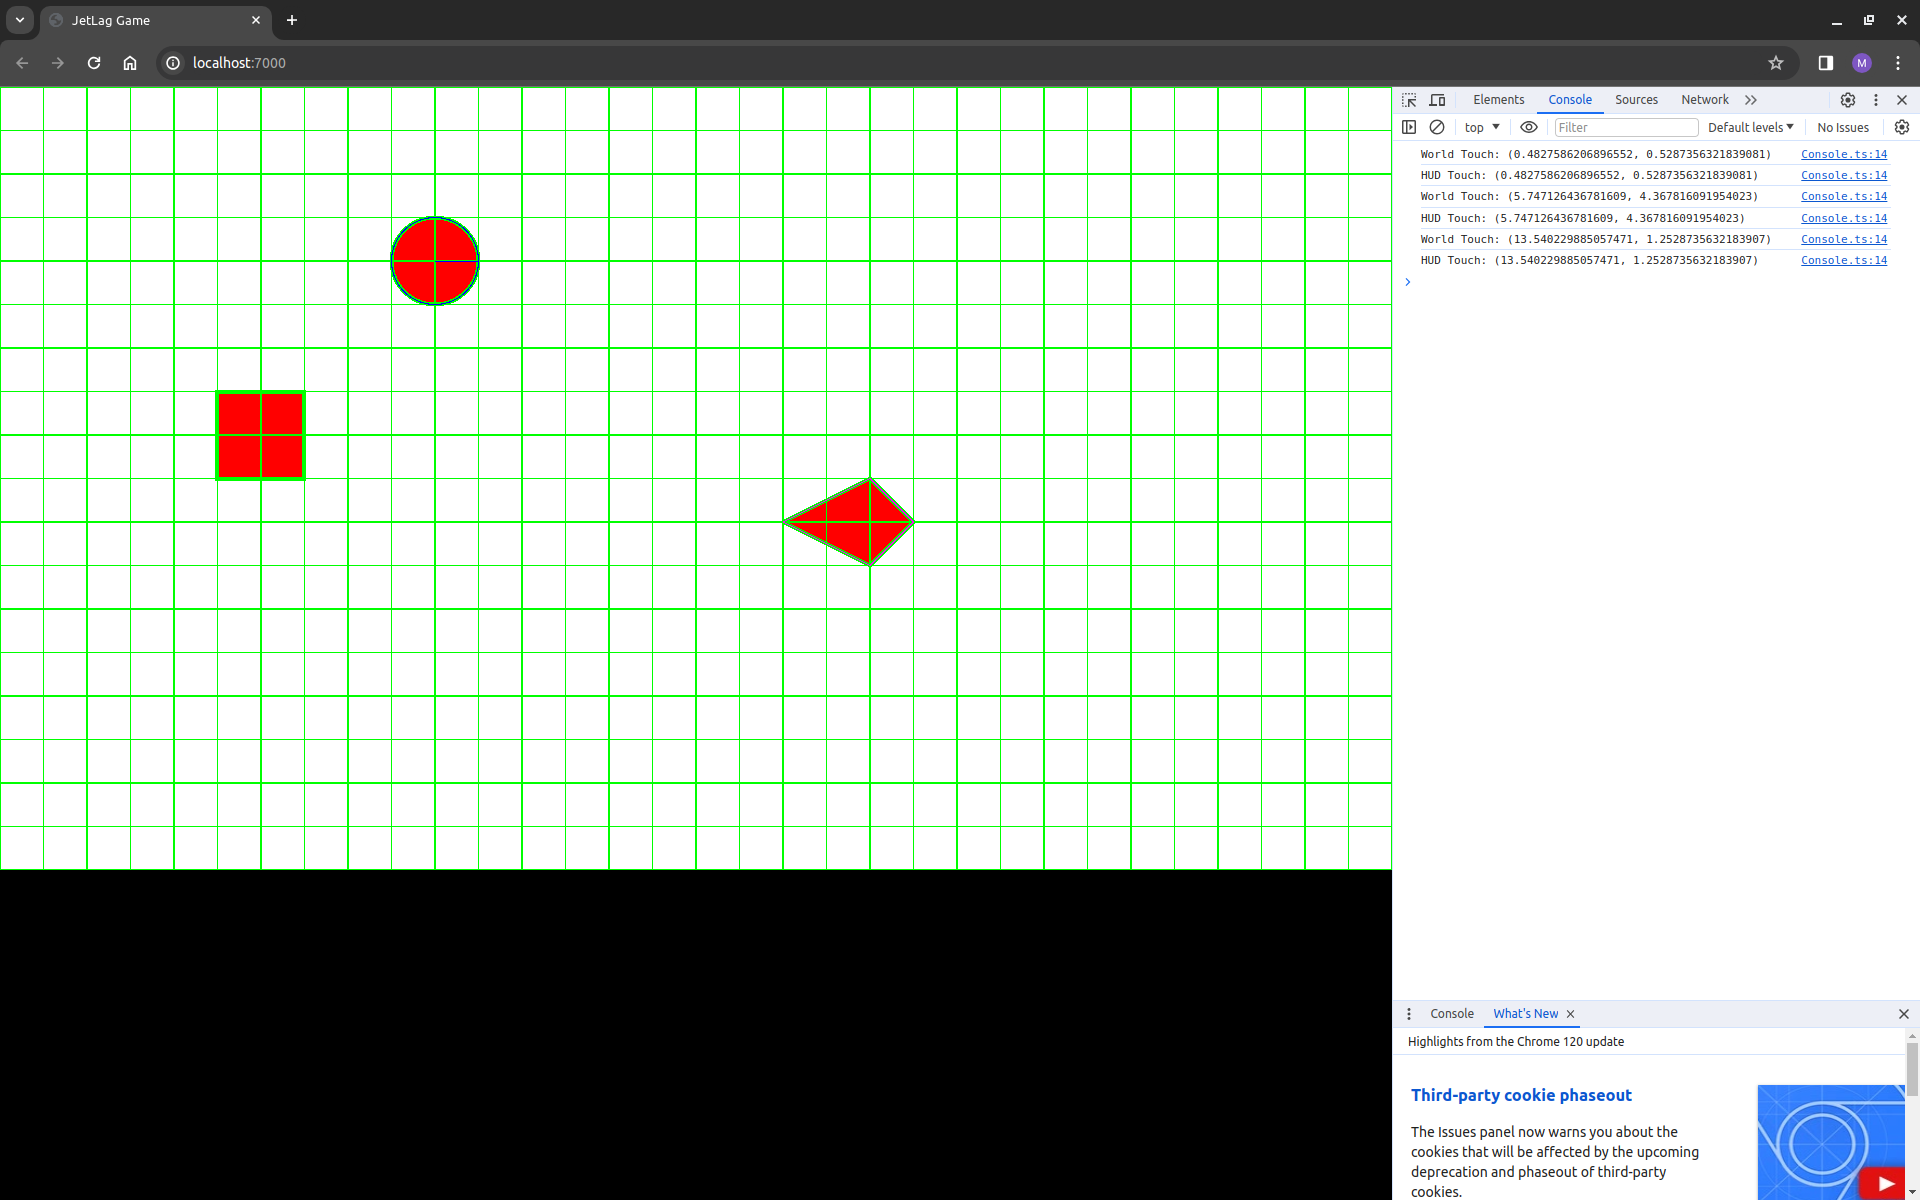 JetLag Game
localhost:7000
M
Elements Console Sources Network
top Filter Default levels No Issues
World Touch: (0.4827586206896552, 0.5287356321839081) Console.ts:14
HUD Touch: (0.4827586206896552, 0.5287356321839081) Console.ts:14
World Touch: (5.747126436781609, 4.367816091954023) Console.ts:14
HUD Touch: (5.747126436781609, 4.367816091954023) Console.ts:14
World Touch: (13.540229885057471, 1.2528735632183907) Console.ts:14
HUD Touch: (13.540229885057471, 1.2528735632183907) Console.ts:14
Console What's New
Highlights from the Chrome 120 update
Third-party cookie phaseout
The Issues panel now warns you about the
cookies that will be affected by the upcoming
deprecation and phaseout of third-party
cookies.